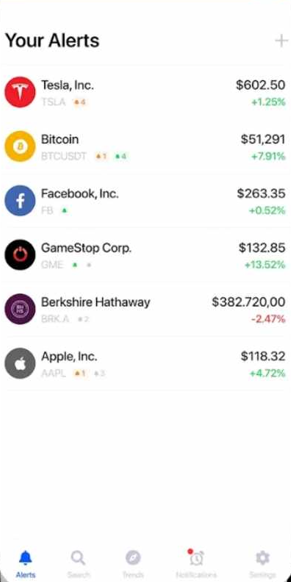 Your Alerts +
Tesla, Inc. $602.50
TSLA 4 +1.25%
Bitcoin $51,291
BTCUSDT 1 4 +7.91%
Facebook, Inc. $263.35
FB +0.52%
GameStop Corp. $132.85
GME +13.52%
Berkshire Hathaway $382.720,00
BRK.A 2 -2.47%
Apple, Inc. $118.32
AAPL 1 3 +4.72%
Alerts Search Trends Notifications Settings